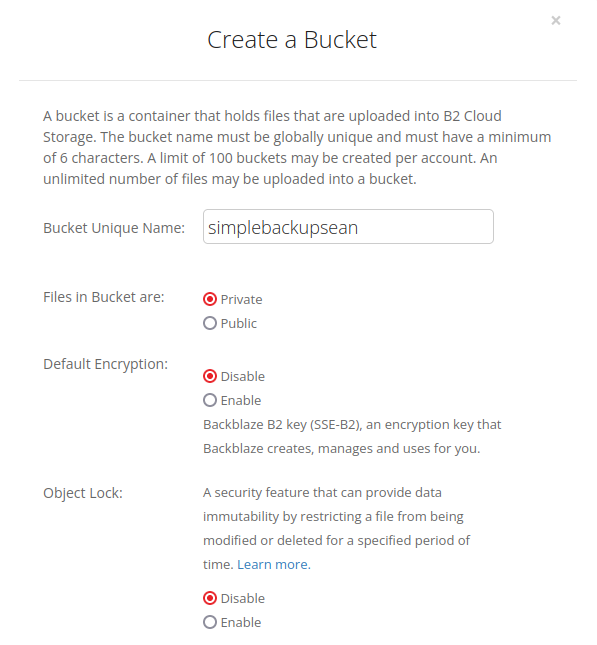 ×
Create a Bucket
A bucket is a container that holds files that are uploaded into B2 Cloud
Storage. The bucket name must be globally unique and must have a minimum
of 6 characters. A limit of 100 buckets may be created per account. An
unlimited number of files may be uploaded into a bucket.
Bucket Unique Name: simplebackupsean
Files in Bucket are: Private
Public
Default Encryption:
Disable
Enable
Backblaze B2 key (SSE-B2), an encryption key that
Backblaze creates, manages and uses for you.
Object Lock: A security feature that can provide data
immutability by restricting a file from being
modified or deleted for a specified period of
time. Learn more.
Disable
Enable